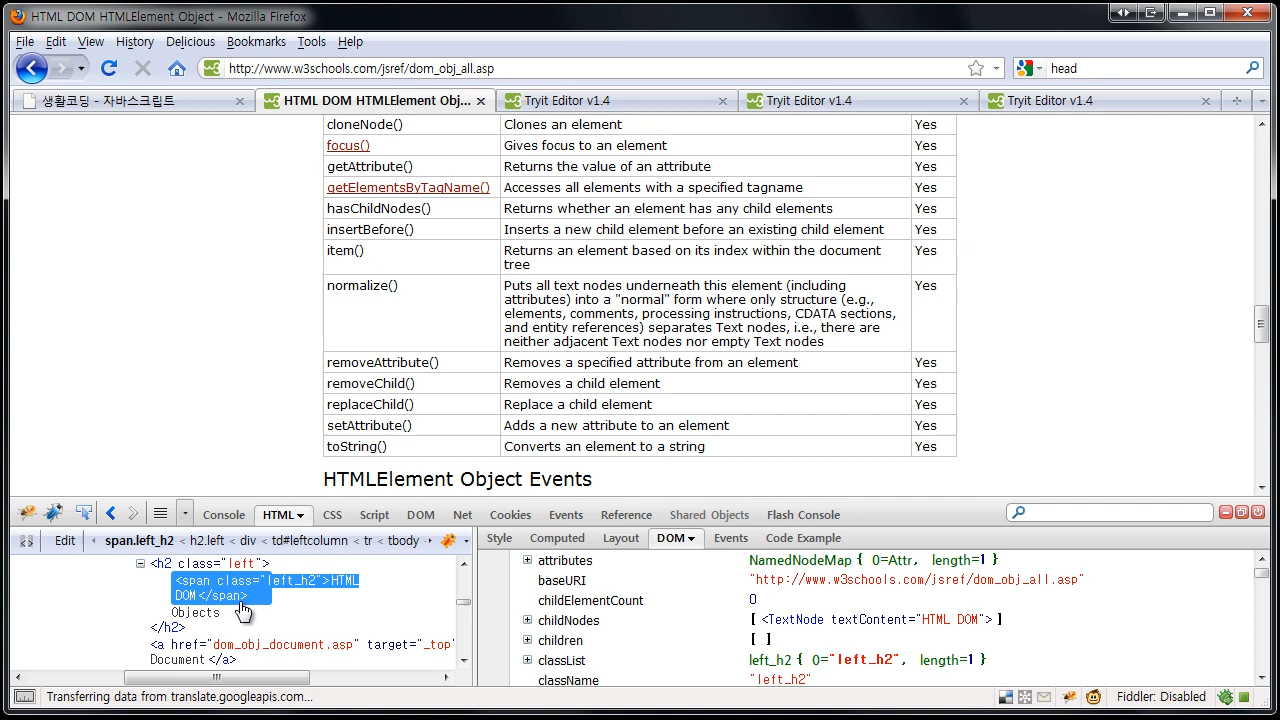 HTML DOM HTMLElement Object - Mozilla Firefox
File Edit View History Delicious Bookmarks Tools Help
http://www.w3schools.com/jsref/dom_obj_all.asp
head
생활코딩 - 자바스크립트
HTML DOM HTMLElement Obj...
Tryit Editor v1.4
Tryit Editor v1.4
Tryit Editor v1.4
cloneNode() Clones an element Yes
focus() Gives focus to an element Yes
getAttribute() Returns the value of an attribute Yes
getElementsByTagName() Accesses all elements with a specified tagname Yes
hasChildNodes() Returns whether an element has any child elements Yes
insertBefore() Inserts a new child element before an existing child element Yes
item() Returns an element based on its index within the document Yes
tree
normalize() Puts all text nodes underneath this element (including Yes
attributes) into a "normal" form where only structure (e.g.,
elements, comments, processing instructions, CDATA sections,
and entity references) separates Text nodes, i.e., there are
neither adjacent Text nodes nor empty Text nodes
removeAttribute() Removes a specified attribute from an element Yes
removeChild() Removes a child element Yes
replaceChild() Replace a child element Yes
setAttribute() Adds a new attribute to an element Yes
toString() Converts an element to a string Yes
HTMLElement Object Events
Console HTML CSS Script DOM Net Cookies Events Reference Shared Objects Flash Console
Edit span.left_h2 < h2.left < div < td#leftcolumn < tr < tbody
Style Computed Layout DOM Events Code Example
<h2 class="left">
<span class="left_h2">HTML
DOM</span>
Objects
</h2>
<a href="dom_obj_document.asp" target="_top"
Document</a>
attributes NamedNodeMap { 0=Attr, length=1 }
baseURI "http://www.w3schools.com/jsref/dom_obj_all.asp"
childElementCount 0
childNodes [ <TextNode textContent="HTML DOM"> ]
children [ ]
classList left_h2 { 0="left_h2", length=1 }
className "left_h2"
Transferring data from translate.googleapis.com...
Fiddler: Disabled